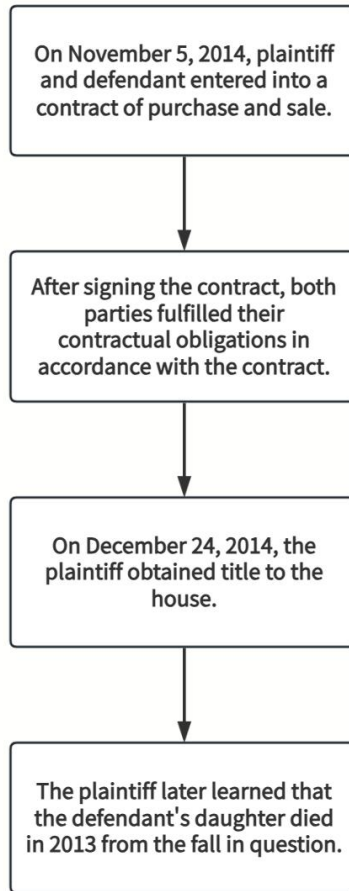 On November 5, 2014, plaintiff
and defendant entered into a
contract of purchase and sale.
After signing the contract, both
parties fulfilled their
contractual obligations in
accordance with the contract.
On December 24, 2014, the
plaintiff obtained title to the
house.
The plaintiff later learned that
the defendant's daughter died
in 2013 from the fall in question.